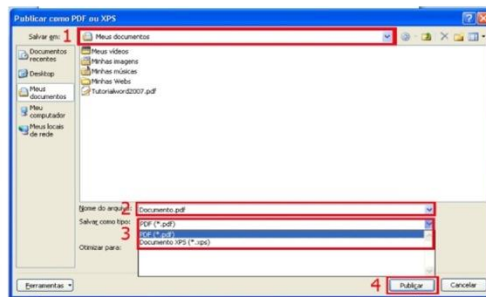 Publicar como PDF ou XPS
Salvar em: 1 Meus documentos
Documentos recentes
Desktop
Meus documentos
Meu computador
Meus locais de rede
Meus vídeos
Minhas imagens
Minhas músicas
Minhas Webs
Tutorialword2007.pdf
Nome do arquivo: 2 Documento.pdf
Salvar como tipo: PDF (*.pdf)
3 PDF (*.pdf)
Documento XPS (*.xps)
Otimizar para:
Ferramentas 4 Publicar Cancelar